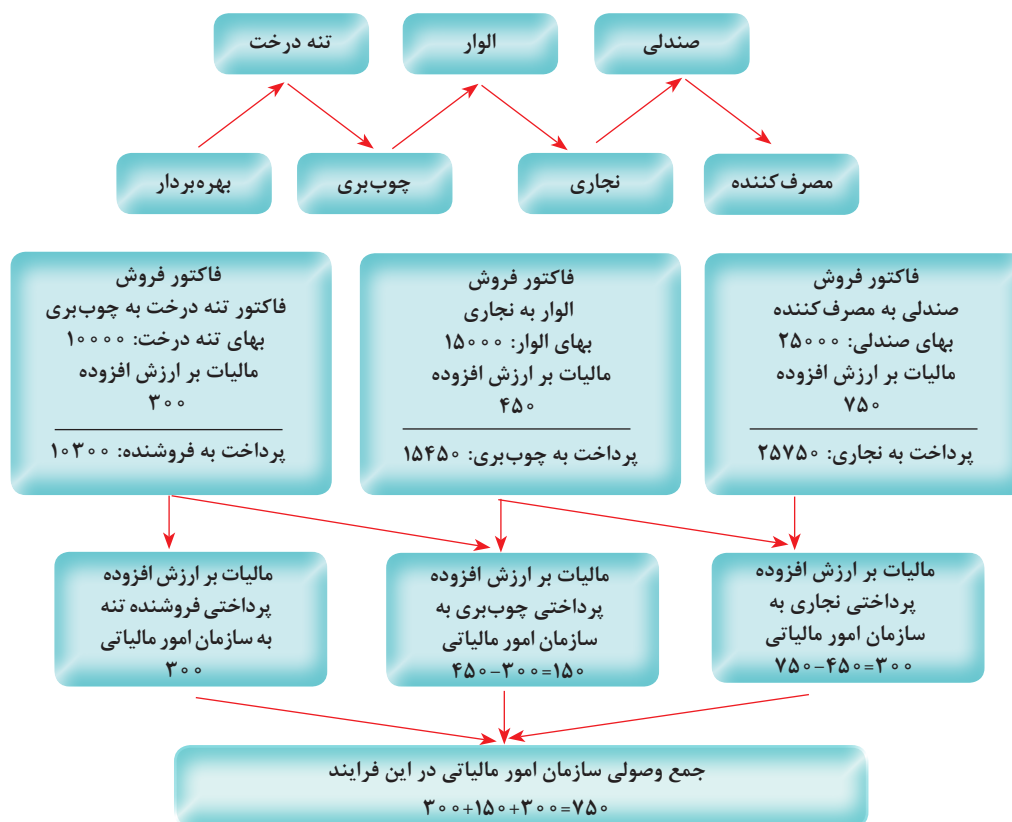 تنه درخت
الوار
صندلی
بهره‌بردار
چوب‌بری
نجاری
مصرف‌کننده
فاکتور فروش
فاکتور تنه درخت به چوب‌بری
بهای تنه درخت: ۱۰۰۰۰
مالیات بر ارزش افزوده
۳۰۰
پرداخت به فروشنده: ۱۰۳۰۰
فاکتور فروش
الوار به نجاری
بهای الوار: ۱۵۰۰۰
مالیات بر ارزش افزوده
۴۵۰
پرداخت به چوب‌بری: ۱۵۴۵۰
فاکتور فروش
صندلی به مصرف‌کننده
بهای صندلی: ۲۵۰۰۰
مالیات بر ارزش افزوده
۷۵۰
پرداخت به نجاری: ۲۵۷۵۰
مالیات بر ارزش افزوده
پرداختی فروشنده تنه
به سازمان امور مالیاتی
۳۰۰
مالیات بر ارزش افزوده
پرداختی چوب‌بری به
سازمان امور مالیاتی
۴۵۰-۳۰۰=۱۵۰
مالیات بر ارزش افزوده
پرداختی نجاری به
سازمان امور مالیاتی
۷۵۰-۴۵۰=۳۰۰
جمع وصولی سازمان امور مالیاتی در این فرایند
۳۰۰+۱۵۰+۳۰۰=۷۵۰